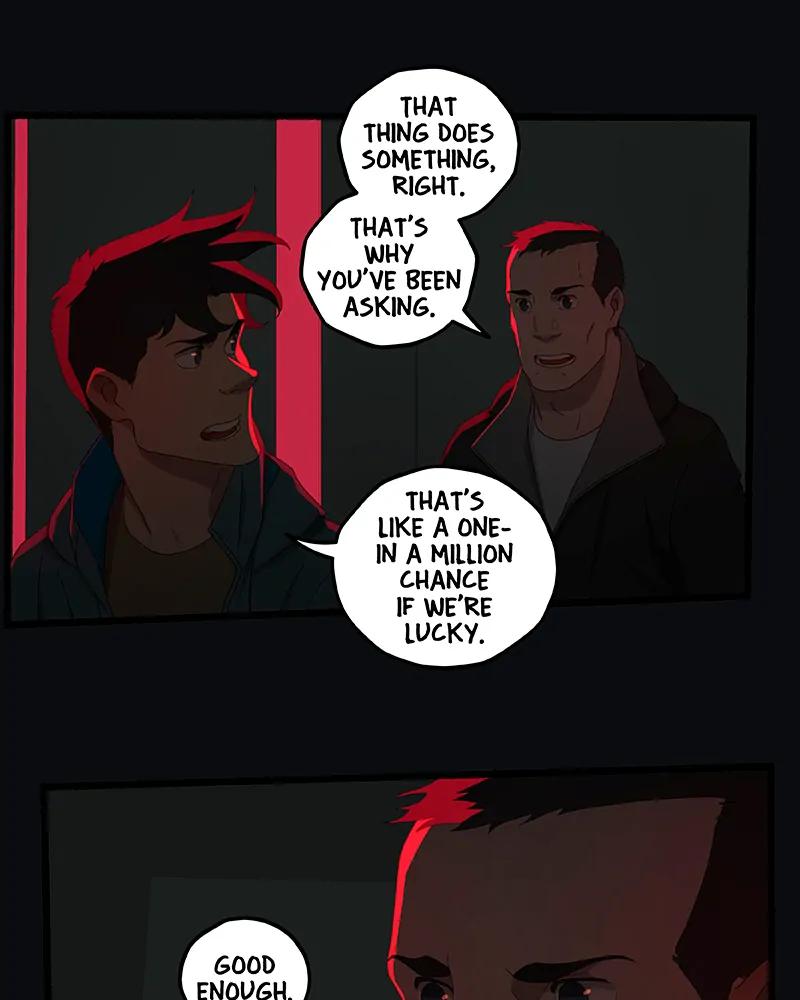 THAT
THING DOES
SOMETHING,
RIGHT.
THAT'S
WHY
YOU'VE BEEN
ASKING.
THAT'S
LIKE A ONE-
IN A MILLION
CHANCE
IF WE'RE
LUCKY.
GOOD
ENOUGH.